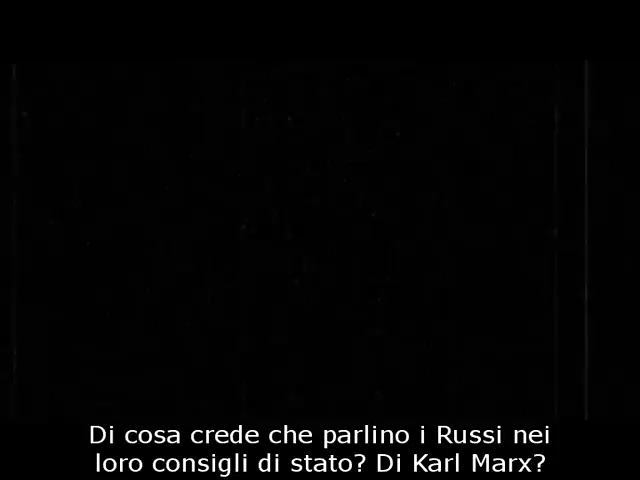 Di cosa crede che parlino i Russi nei
loro consigli di stato? Di Karl Marx?